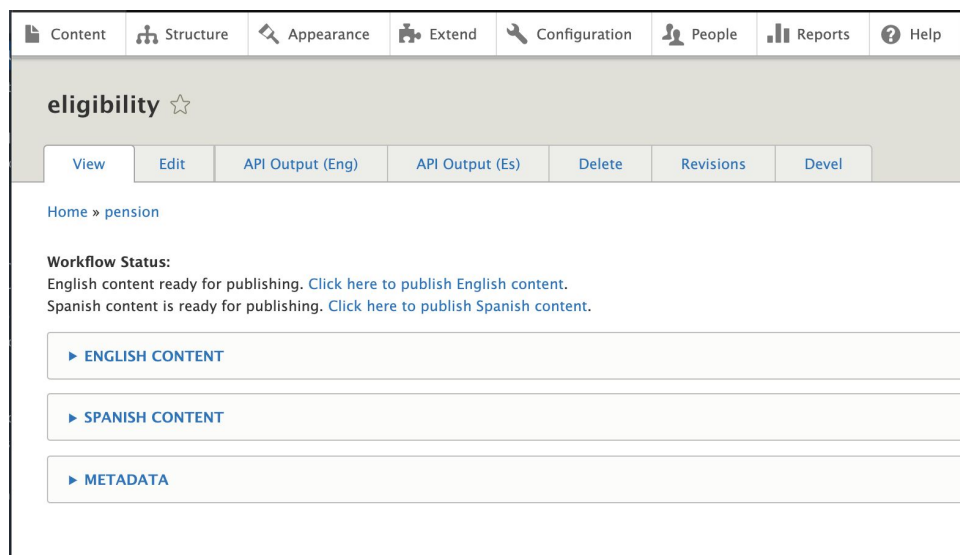 Content Structure Appearance Extend Configuration People Reports Help
eligibility
View Edit API Output (Eng) API Output (Es) Delete Revisions Devel
Home » pension
Workflow Status:
English content ready for publishing. Click here to publish English content.
Spanish content is ready for publishing. Click here to publish Spanish content.
ENGLISH CONTENT
SPANISH CONTENT
METADATA